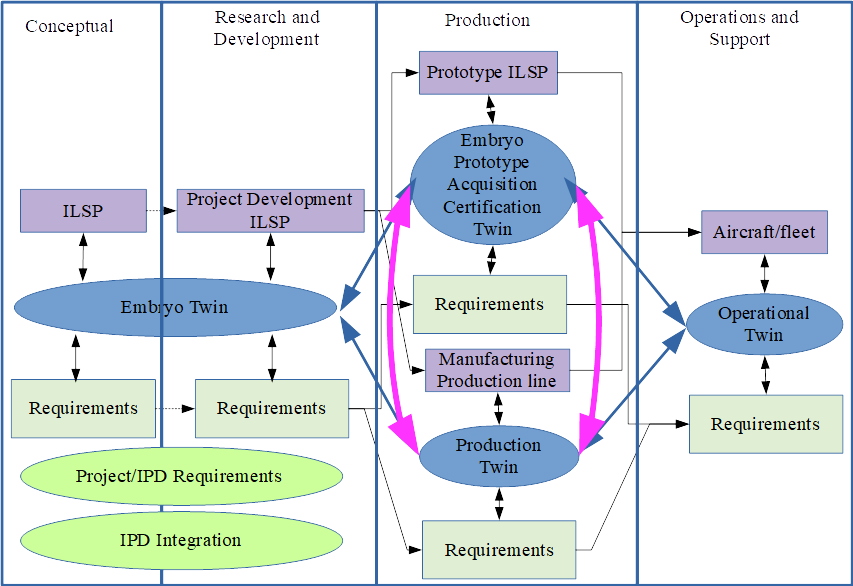 Conceptual
Research and
Development
Production
Operations and
Support
ILSP
Project Development
ILSP
Embryo Twin
Requirements
Requirements
Project/IPD Requirements
IPD Integration
Prototype ILSP
Embryo
Prototype
Acquisition
Certification
Twin
Requirements
Manufacturing
Production line
Production
Twin
Requirements
Aircraft/fleet
Operational
Twin
Requirements